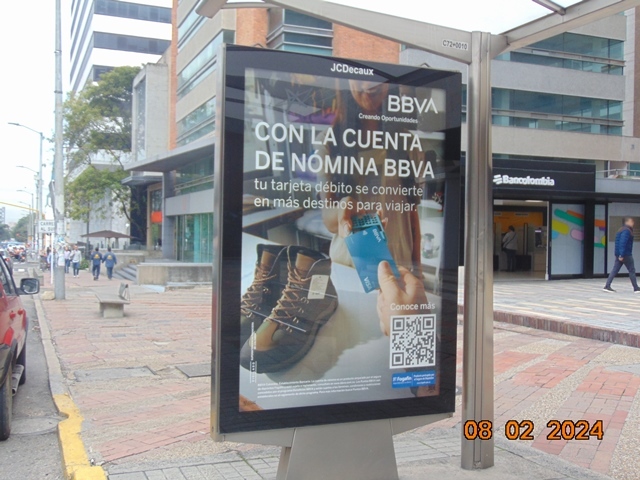 C72+0010
JCDecaux
BBVA
Creando Oportunidades
CON LA CUENTA
DE NÓMINA BBVA
tu tarjeta débito se convierte
en más destinos para viajar.
Bancolombia
Conoce más
08 02 2024